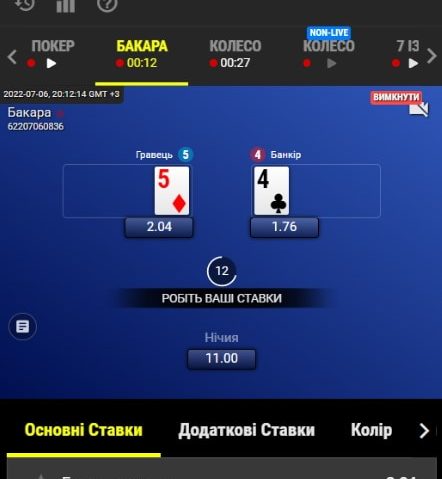 NON-LIVE
ПОКЕР БАКАРА КОЛЕСО КОЛЕСО 7 ІЗ
00:12 00:27
2022-07-06, 20:12:14 GMT +3
ВИМКНУТИ
Бакара
62207060836
Гравець 5 4 Банкір
5 4
2.04 1.76
12
РОБІТЬ ВАШІ СТАВКИ
Нічия
11.00
Основні Ставки Додаткові Ставки Колір